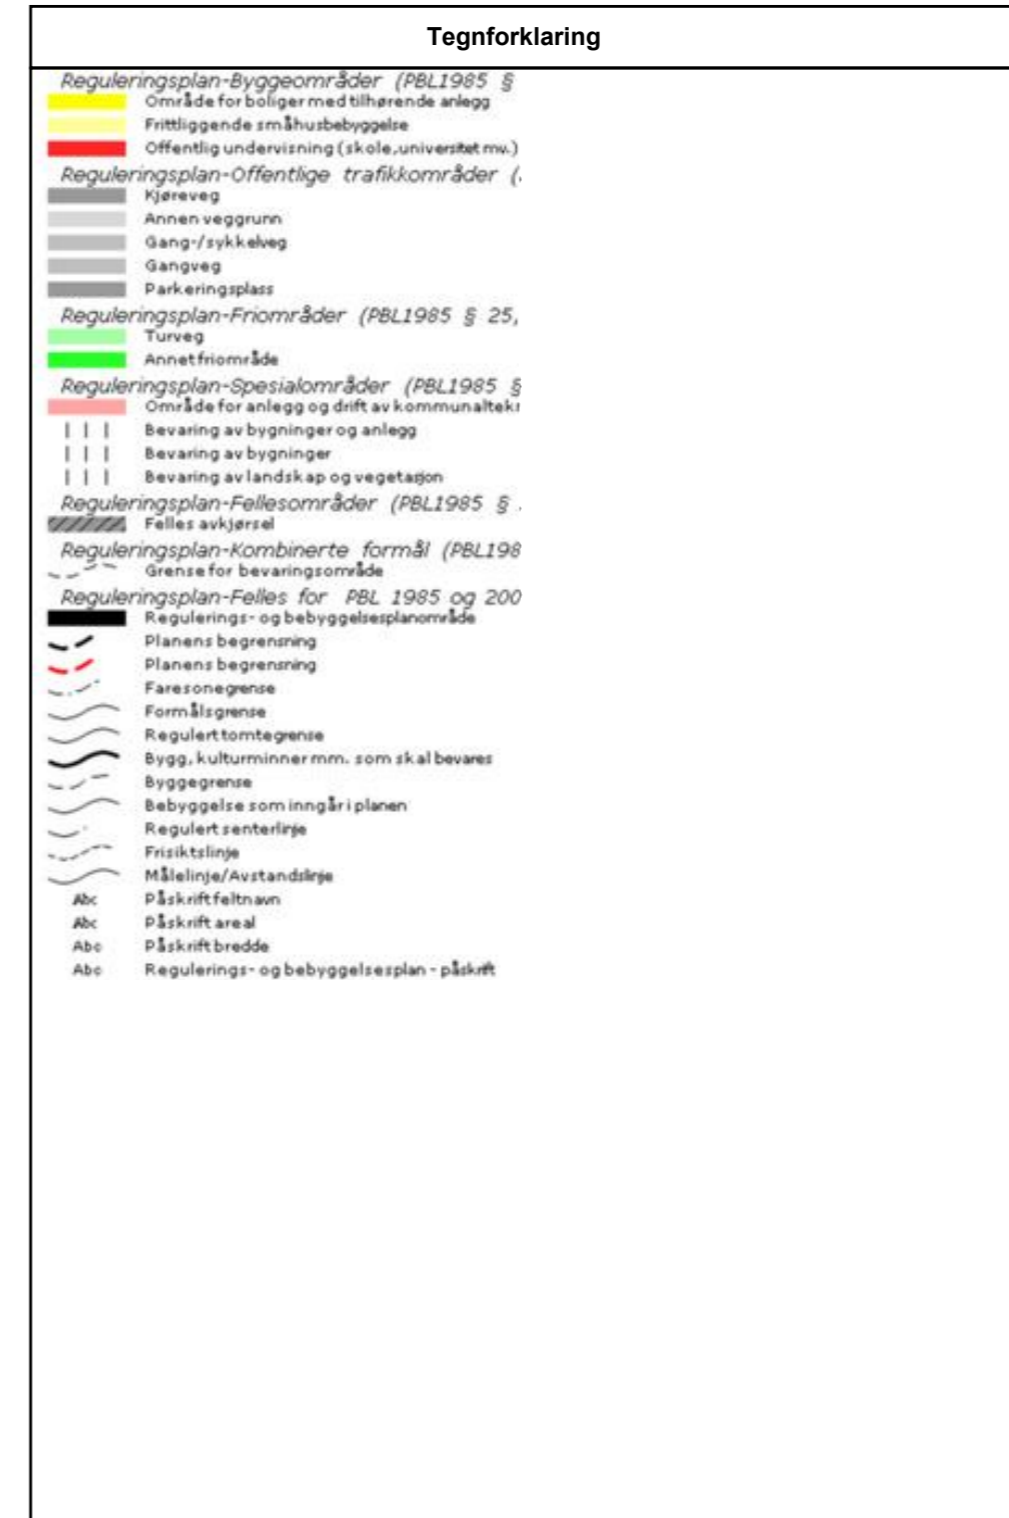 Tegnforklaring
Reguleringsplan-Byggeområder (PBL1985 §
Område for boliger med tilhørende anlegg
Frittliggende småhusbebyggelse
Offentlig undervisning (skole,universitet mv.)
Reguleringsplan-Offentlige trafikkområder (
Kjøreveg
Annen veggrunn
Gang-/sykkelveg
Gangveg
Parkeringsplass
Reguleringsplan-Friområder (PBL1985 § 25,
Turveg
Annet friområde
Reguleringsplan-Spesialområder (PBL1985 §
Område for anlegg og drift av kommunaltek
Bevaring av bygninger og anlegg
Bevaring av bygninger
Bevaring av landskap og vegetasjon
Reguleringsplan-Fellesområder (PBL1985 §
Felles avkjørsel
Reguleringsplan-Kombinerte formål (PBL198
Grense for bevaringsområde
Reguleringsplan-Felles for PBL 1985 og 200
Regulerings- og bebyggelsesplanområde
Planens begrensning
Planens begrensning
Faresonegrense
Formålsgrense
Regulert tomtegrense
Bygg, kulturminner mm. som skal bevares
Byggegrense
Bebyggelse som inngår i planen
Regulert senterlinje
Frisiktslinje
Målelinje/Avstandslinje
Abc Påskrift feltnavn
Abc Påskrift areal
Abc Påskrift bredde
Abc Regulerings- og bebyggelsesplan - påskrift